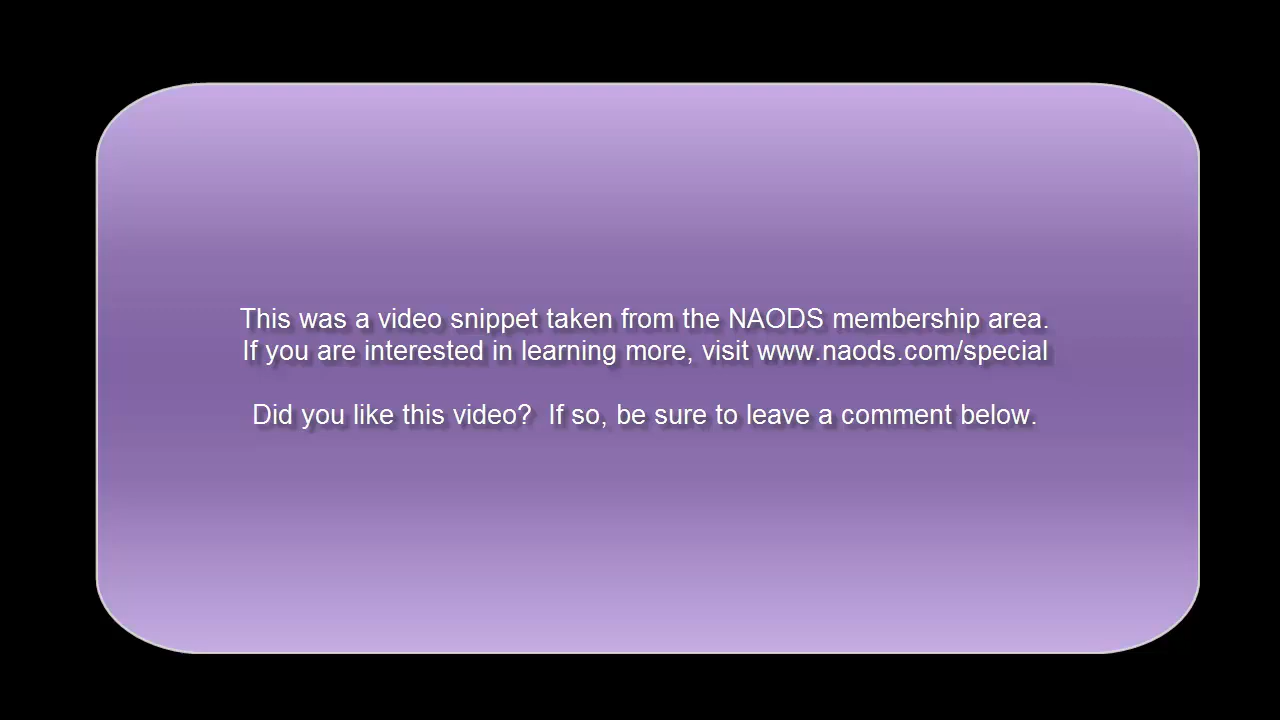 This was a video snippet taken from the NAODS membership area.
If you are interested in learning more, visit www.naods.com/special
Did you like this video?  If so, be sure to leave a comment below.